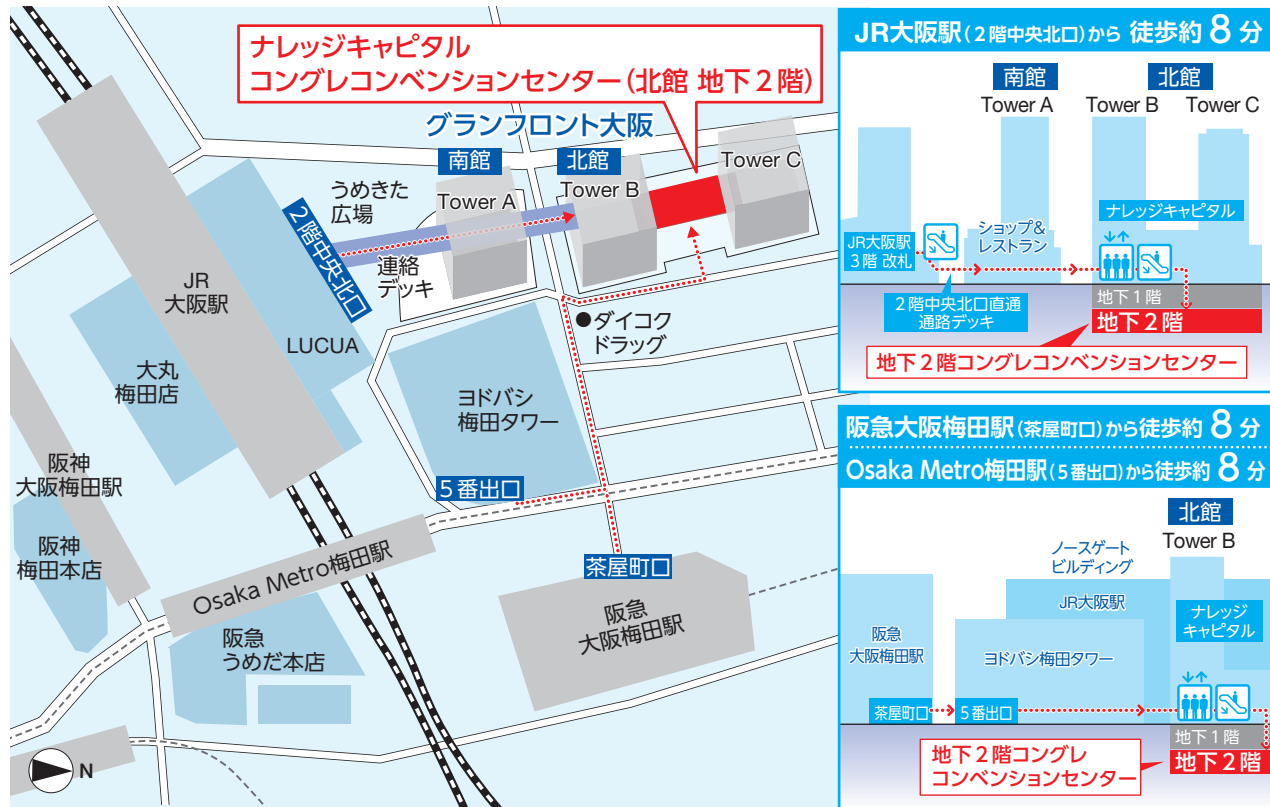 ナレッジキャピタル
コングレコンベンションセンター(北館 地下2階)
グランフロント大阪
南館
北館
Tower A
Tower B
Tower C
うめきた
広場
2階中央北口
連絡
デッキ
JR
大阪駅
LUCUA
大丸
梅田店
ダイコク
ドラッグ
ヨドバシ
梅田タワー
5番出口
阪神
大阪梅田駅
阪神
梅田本店
Osaka Metro梅田駅
茶屋町口
阪急
大阪梅田駅
阪急
うめだ本店
N
JR大阪駅(2階中央北口)から 徒歩約 8 分
南館
北館
Tower A
Tower B
Tower C
ナレッジキャピタル
ショップ&
レストラン
JR大阪駅
3階 改札
2階中央北口直通
通路デッキ
地下1階
地下2階
地下2階コングレコンベンションセンター
阪急大阪梅田駅(茶屋町口)から徒歩約 8 分
Osaka Metro梅田駅(5番出口)から徒歩約 8 分
北館
Tower B
ノースゲート
ビルディング
JR大阪駅
ナレッジ
キャピタル
阪急
大阪梅田駅
ヨドバシ梅田タワー
茶屋町口
5番出口
地下1階
地下2階
地下2階コングレ
コンベンションセンター